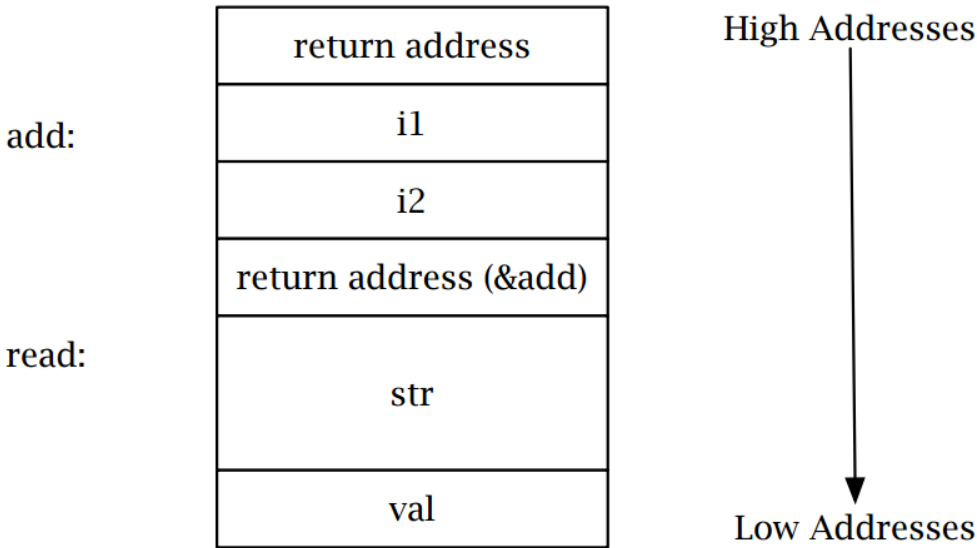 return address
High Addresses
add:
i1
i2
return address (&add)
read:
str
val
Low Addresses